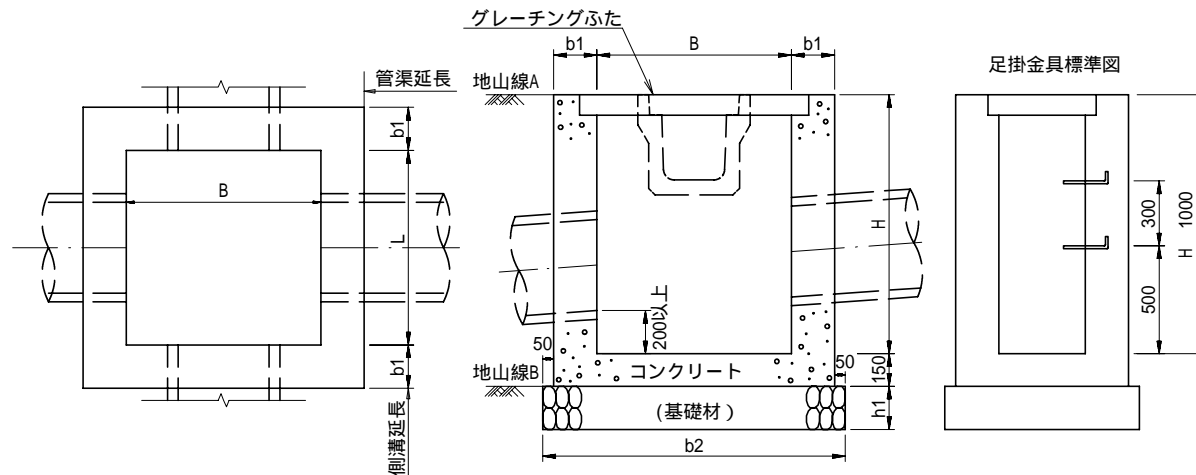 グレーチングふた
b1
B
b1
足掛金具標準図
管渠延長
地山線A
b1
B
L
H
300
1000
H
500
200以上
b1
50
コンクリート
50
150
地山線B
(基礎材)
h1
側溝延長
b2